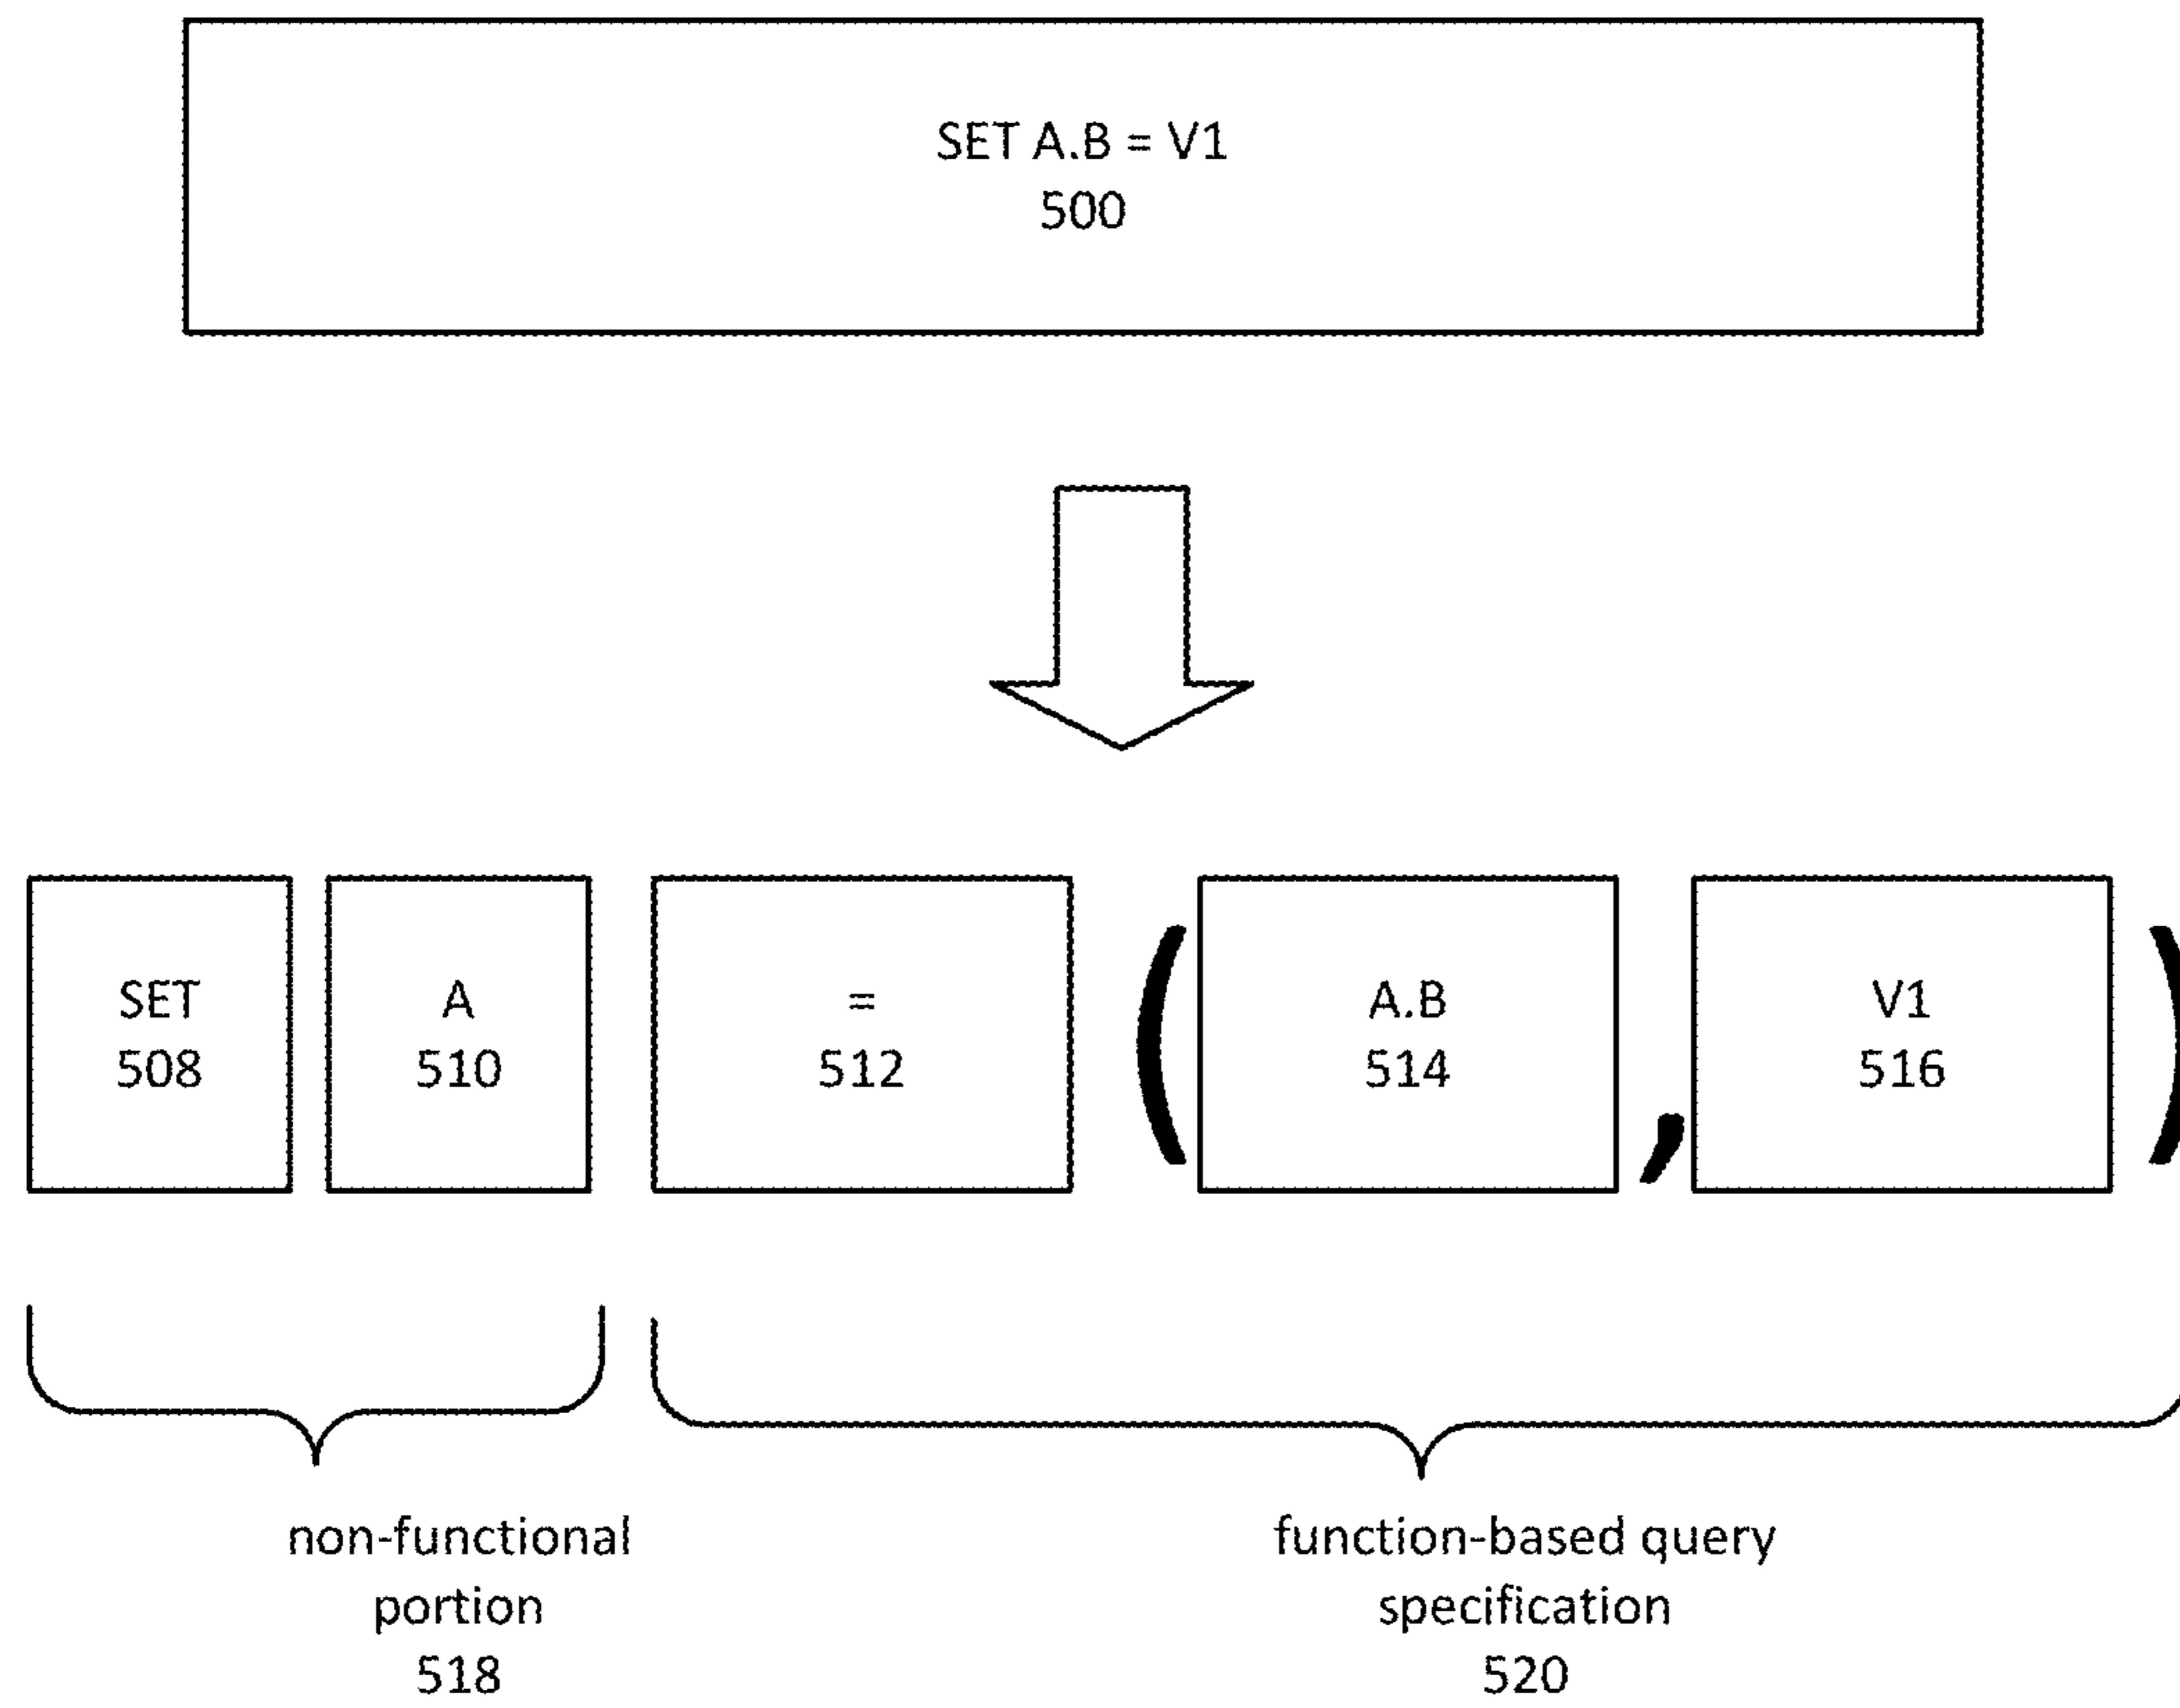 SET A.B = V1
500
SET
508
A
510
=
512
(
A.B
514
,
V1
516
)
non-functional
portion
518
function-based query
specification
520